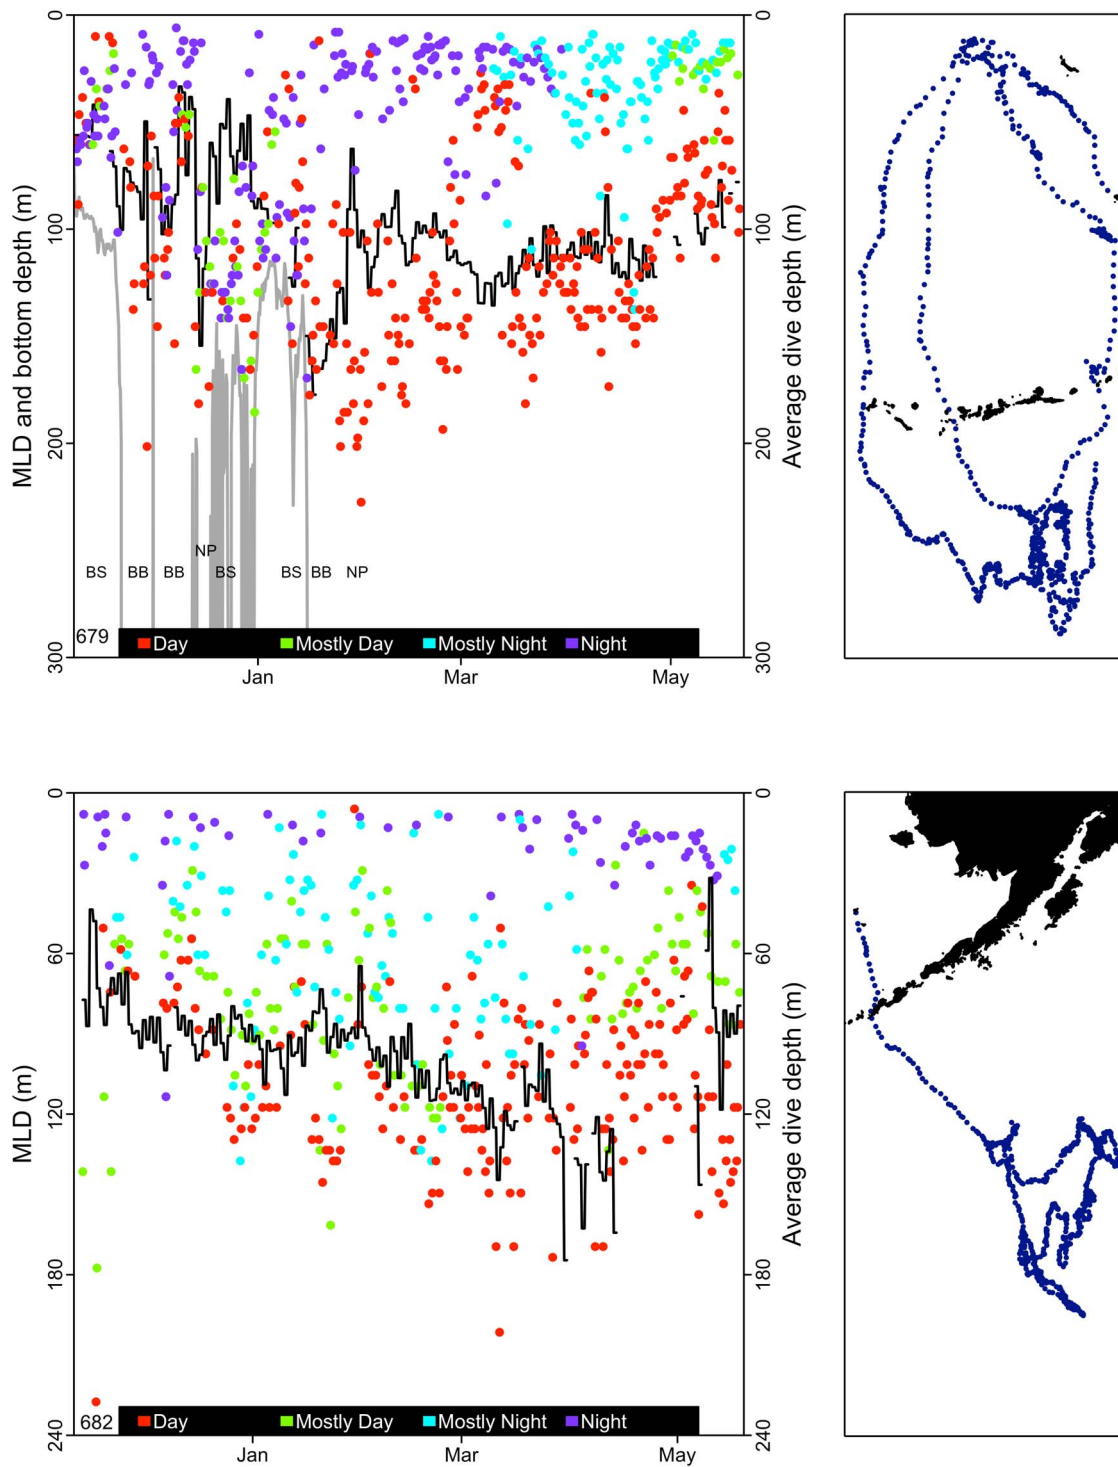 0
0
100
100
200
200
300
300
MLD and bottom depth (m)
Average dive depth (m)
NP
BS BB BB BS BS BB NP
679 Day Mostly Day Mostly Night Night
Jan Mar May
0
0
60
60
120
120
180
180
240
240
MLD (m)
Average dive depth (m)
682 Day Mostly Day Mostly Night Night
Jan Mar May